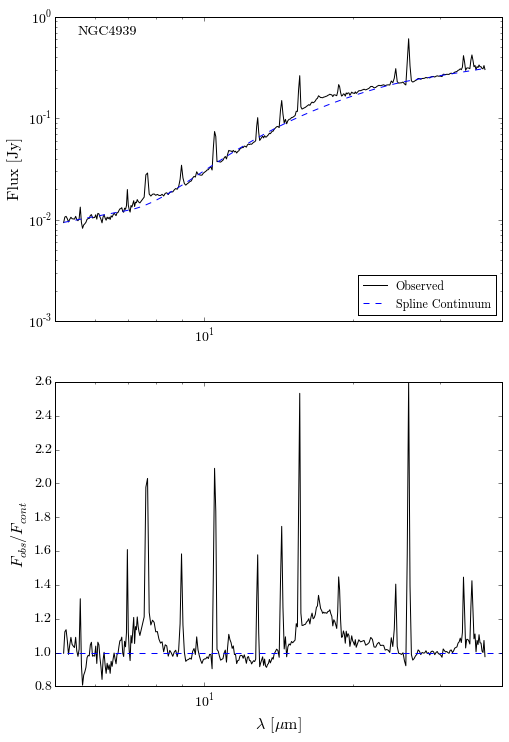 NGC4939
10^0
10^-1
10^-2
10^-3
Flux [Jy]
Observed
Spline Continuum
10^1
2.6
2.4
2.2
2.0
1.8
1.6
1.4
1.2
1.0
0.8
F_obs/F_cont
10^1
λ [μm]